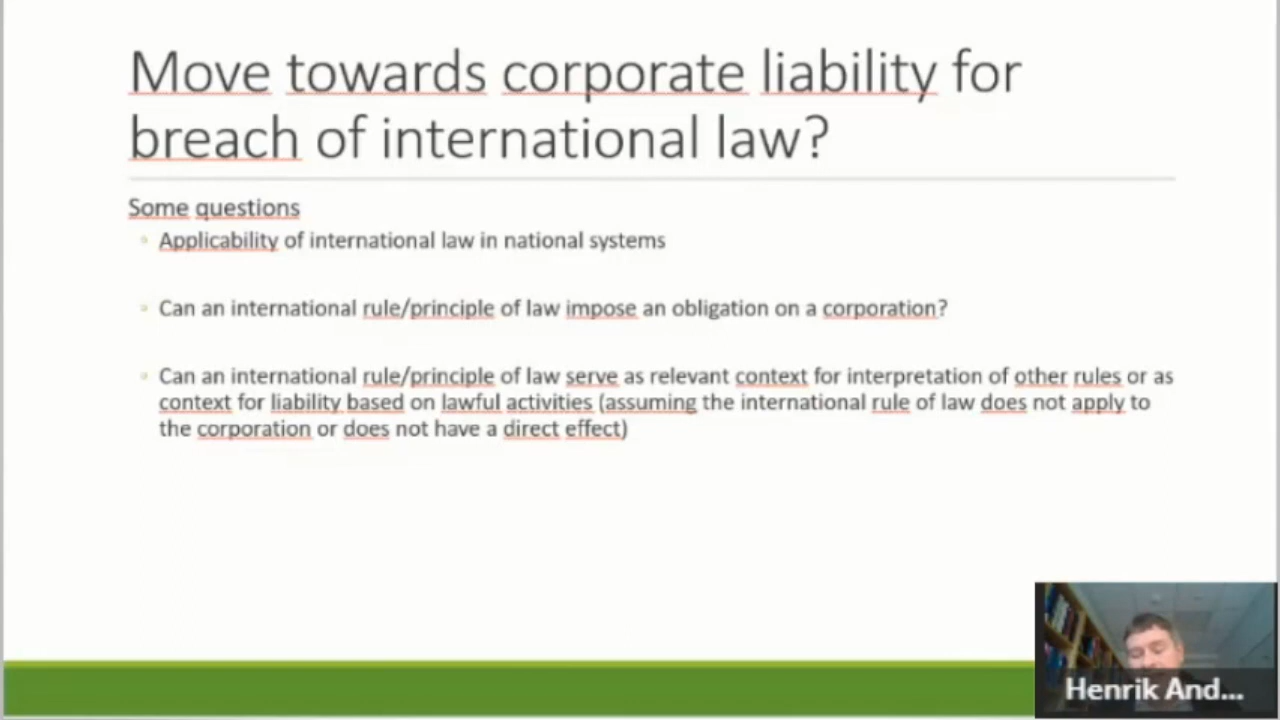 Move towards corporate liability for
breach of international law?
Some questions
Applicability of international law in national systems
Can an international rule/principle of law impose an obligation on a corporation?
Can an international rule/principle of law serve as relevant context for interpretation of other rules or as
context for liability based on lawful activities (assuming the international rule of law does not apply to
the corporation or does not have a direct effect)
Henrik And...